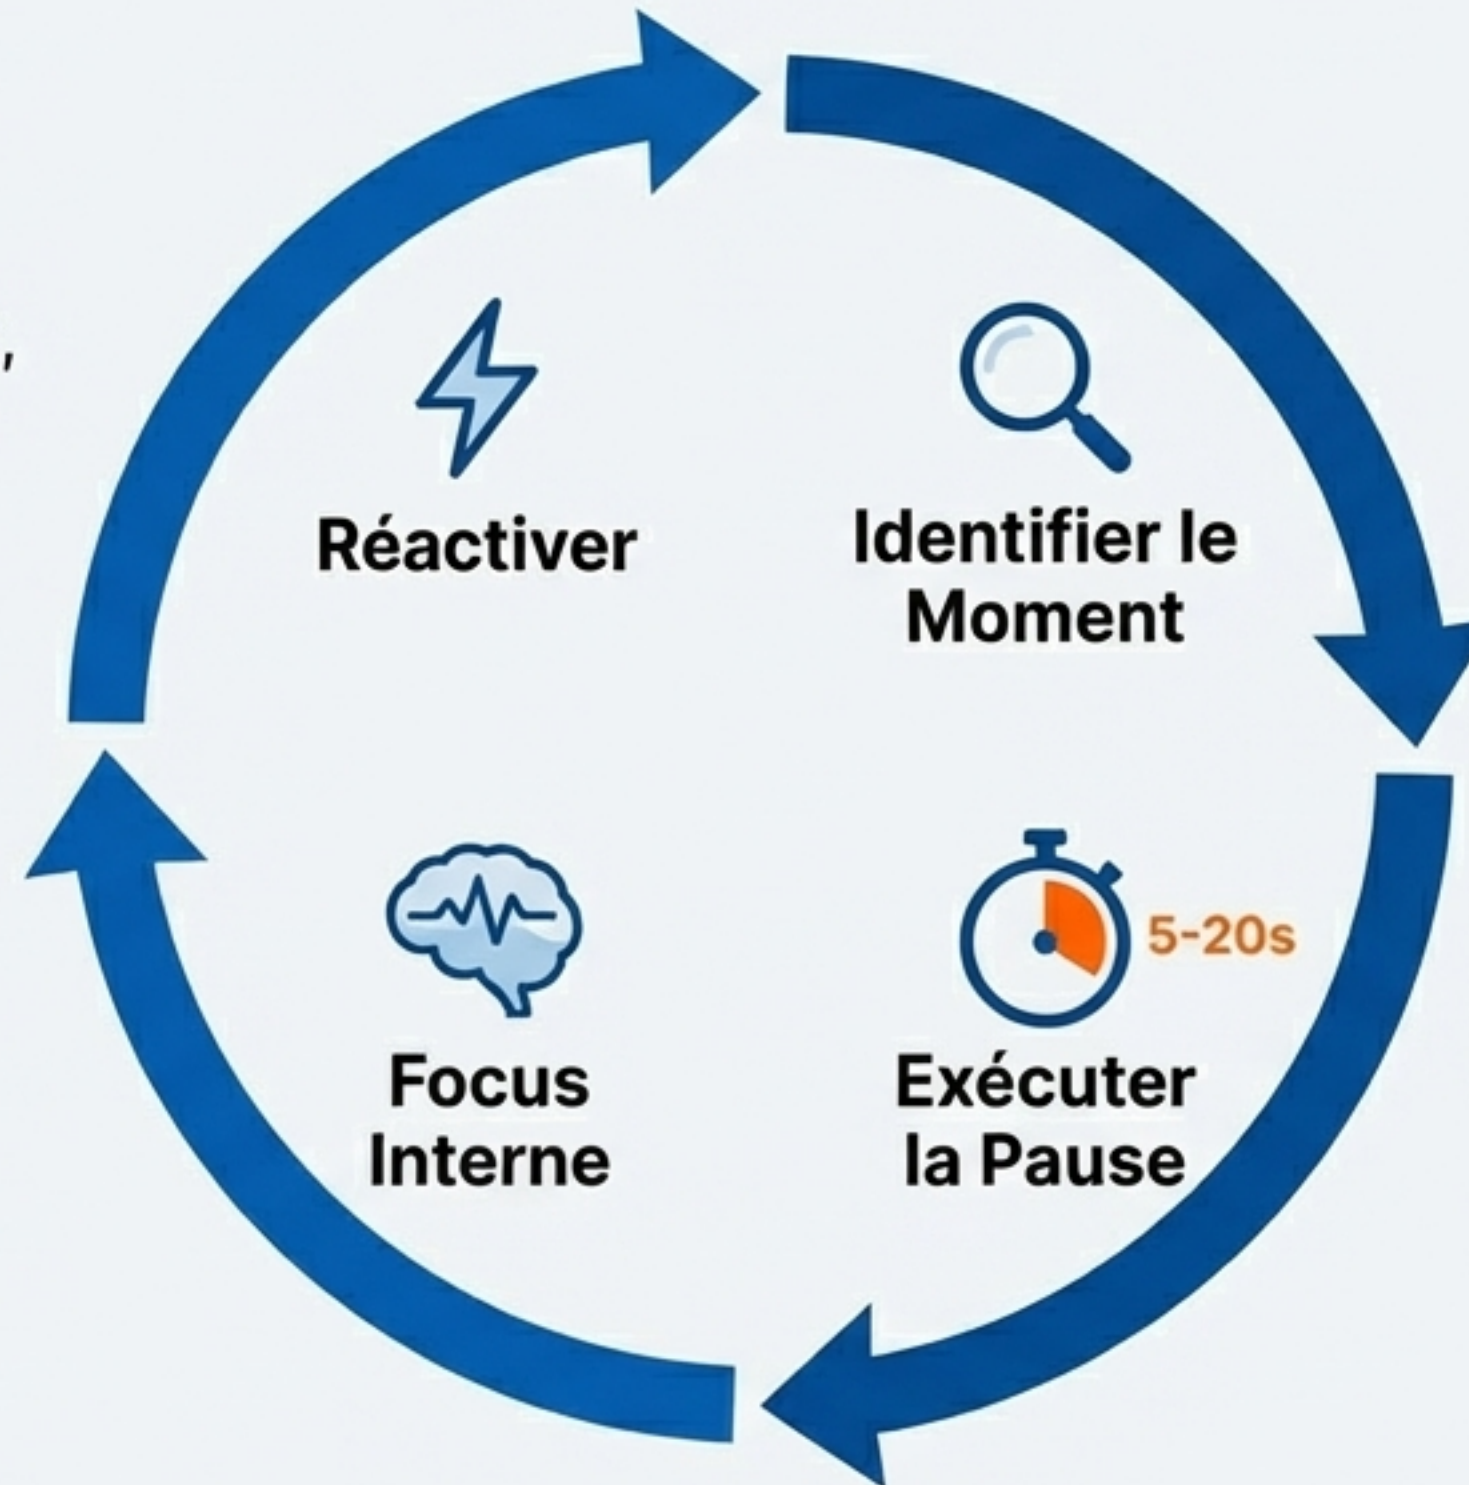 Réactiver
Identifier le
Moment
5-20s
Focus
Interne
Exécuter
la Pause